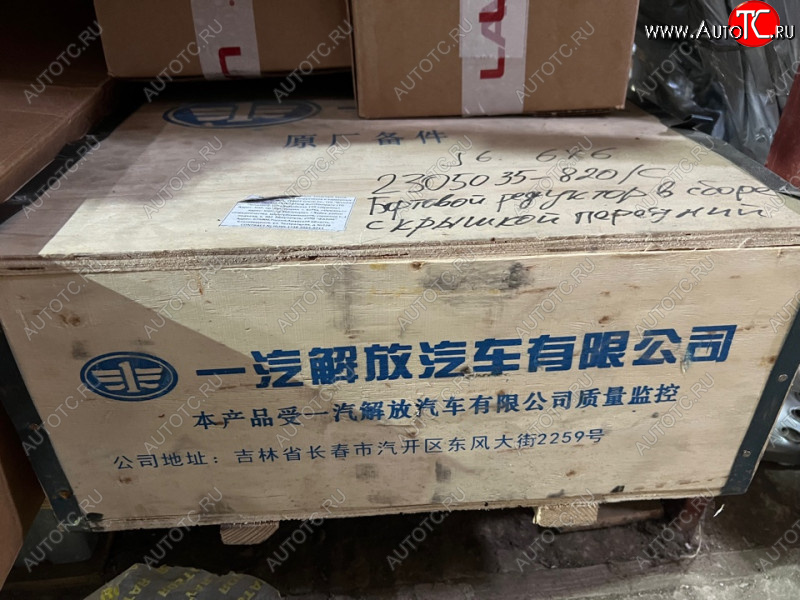 www.AutoTC.ru
原厂备件
J6. 6x6
2305035-820/C
Бортовой редуктор в сборе
с крышкой передний
一汽解放汽车有限公司
本产品受一汽解放汽车有限公司质量监控
公司地址：吉林省长春市汽开区东风大街2259号